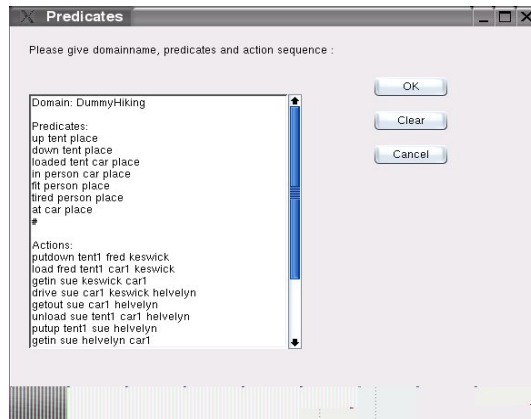 Predicates
Please give domainname, predicates and action sequence :
Domain: DummyHiking
Predicates:
up tent place
down tent place
loaded tent car place
in person car place
fit person place
tired person place
at car place
#
Actions:
putdown tent1 fred keswick
load fred tent1 car1 keswick
getin sue keswick car1
drive sue car1 keswick helvelyn
getout sue car1 helvelyn
unload sue tent1 car1 helvelyn
putup tent1 sue helvelyn
getin sue helvelyn car1
OK
Clear
Cancel